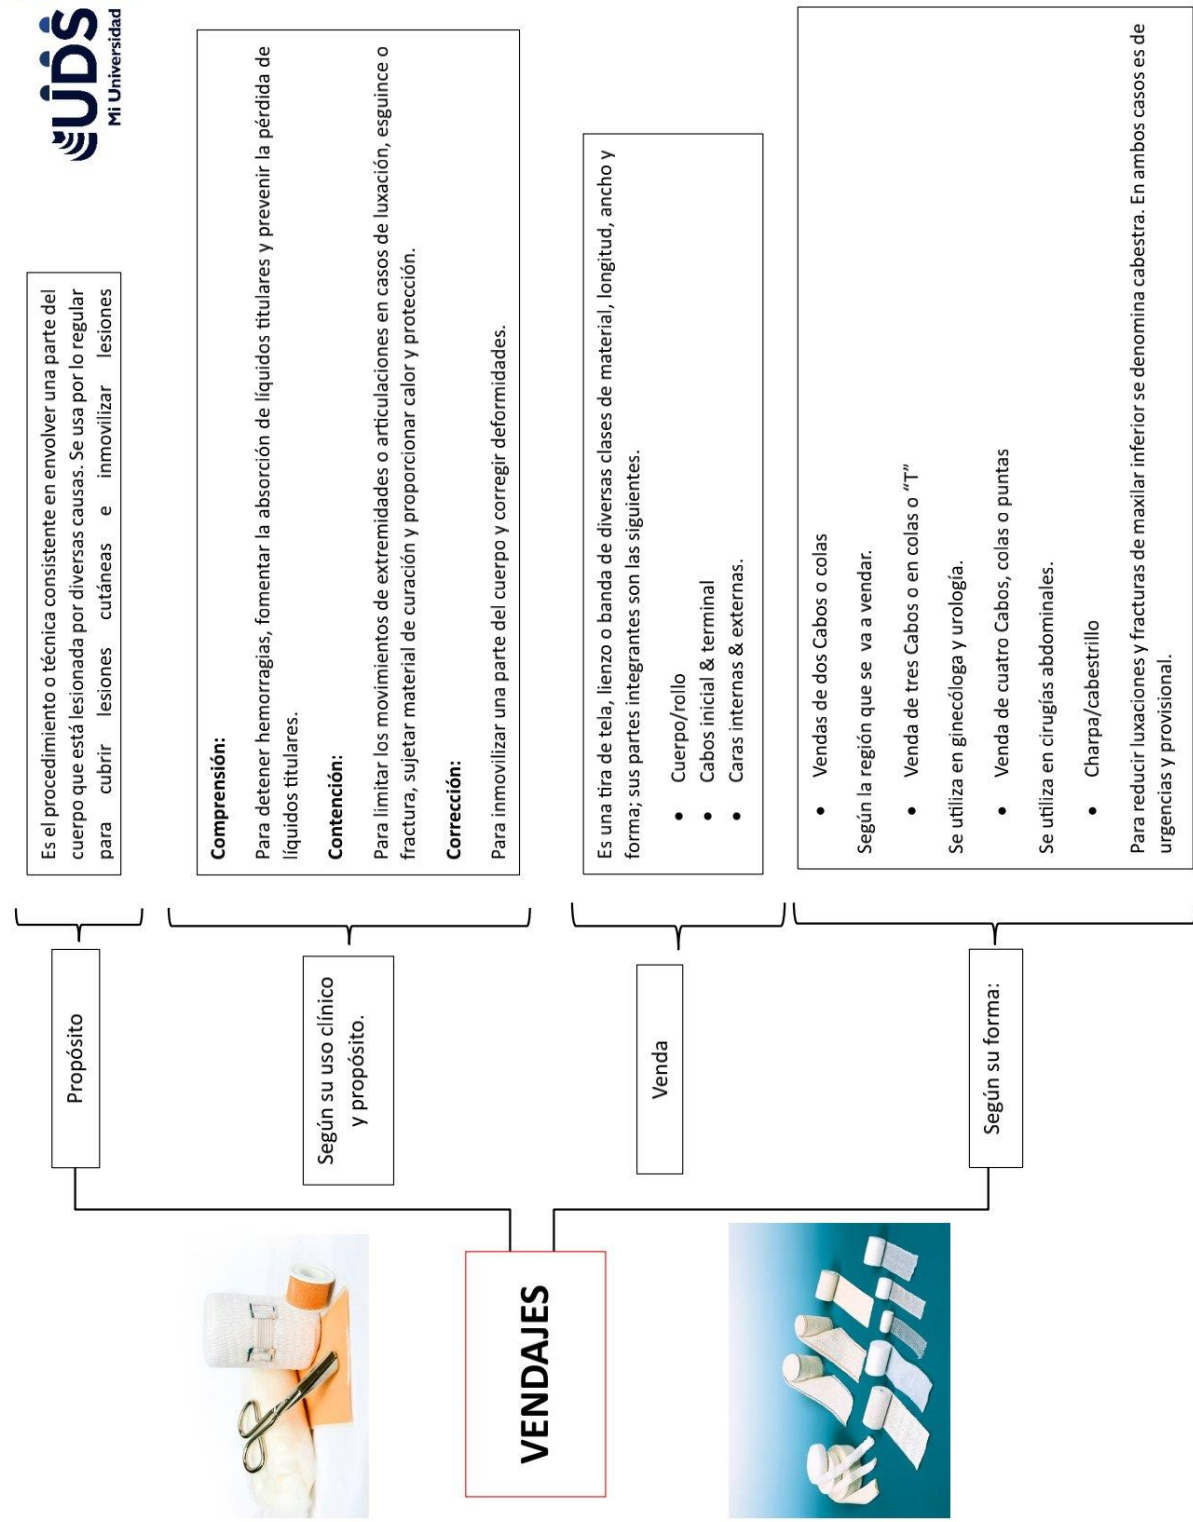 UDS
Mi Universidad
VENDAJES
Propósito
Es el procedimiento o técnica consistente en envolver una parte del
cuerpo que está lesionada por diversas causas. Se usa por lo regular
para cubrir lesiones cutáneas e inmovilizar lesiones
Según su uso clínico
y propósito.
Comprensión:
Para detener hemorragias, fomentar la absorción de líquidos titulares y prevenir la pérdida de
líquidos titulares.
Contención:
Para limitar los movimientos de extremidades o articulaciones en casos de luxación, esguince o
fractura, sujetar material de curación y proporcionar calor y protección.
Corrección:
Para inmovilizar una parte del cuerpo y corregir deformidades.
Venda
Es una tira de tela, lienzo o banda de diversas clases de material, longitud, ancho y
forma; sus partes integrantes son las siguientes.
• Cuerpo/rollo
• Cabos inicial & terminal
• Caras internas & externas.
Según su forma:
• Vendas de dos Cabos o colas
Según la región que se va a vendar.
• Venda de tres Cabos o en colas o “T”
Se utiliza en ginecóloga y urología.
• Venda de cuatro Cabos, colas o puntas
Se utiliza en cirugías abdominales.
• Charpa/cabestrillo
Para reducir luxaciones y fracturas de maxilar inferior se denomina cabestra. En ambos casos es de
urgencias y provisional.